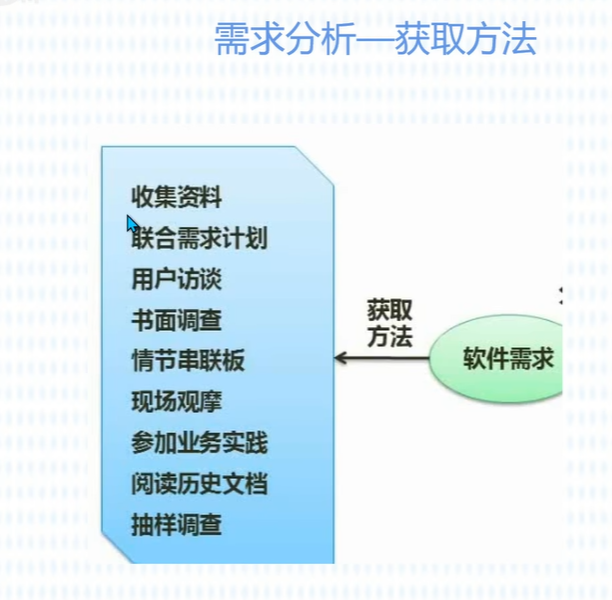 需求分析—获取方法
收集资料
联合需求计划
用户访谈
书面调查
情节串联板
现场观摩
参加业务实践
阅读历史文档
抽样调查
获取
方法
软件需求